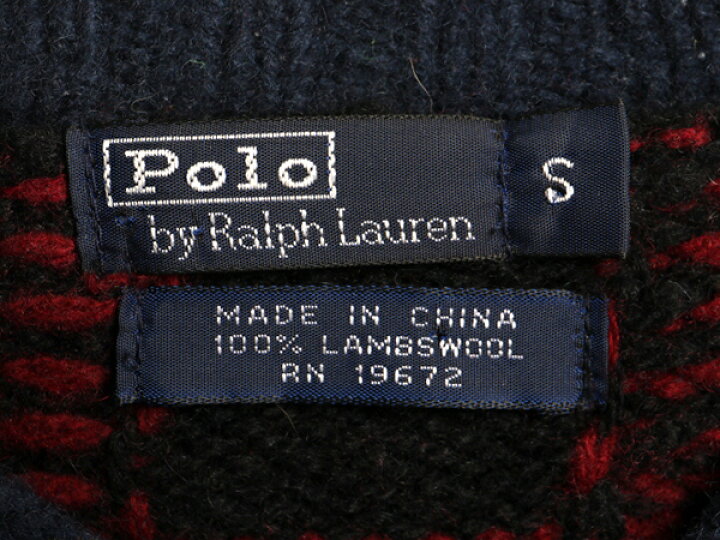 Polo
by Ralph Lauren
S
MADE IN CHINA
100% LAMBSWOOL
RN 19672